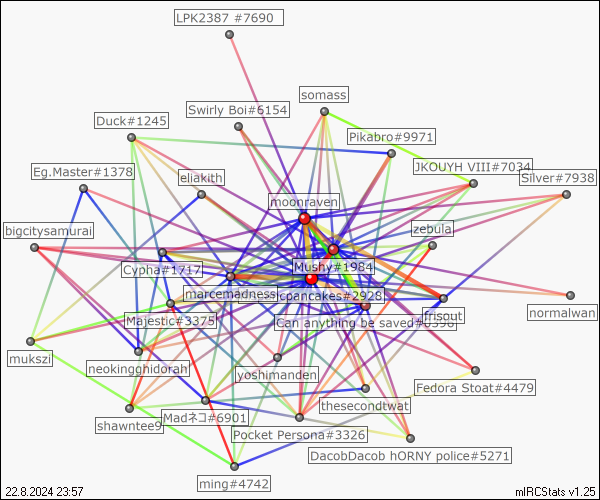 LPK2387 #7690
somass
Swirly Boi#6154
Duck#1245
Pikabro#9971
JKOUYH VIII#7034
Eg.Master#1378
eliakith
Silver#7938
moonraven
bigcitysamurai
zebula
Cypha#1717
Mushy#1984
marcemadness
pancakes#2928
normalwan
Majestic#3375
Can anything be saved
frisout
mukszi
neokingghidorah
yoshimanden
Fedora Stoat#4479
thesecondtwat
shawntee9
Madネコ#6901
Pocket Persona#3326
DacobDacob hORNY police#5271
ming#4742
22.8.2024 23:57
mIRCStats v1.25